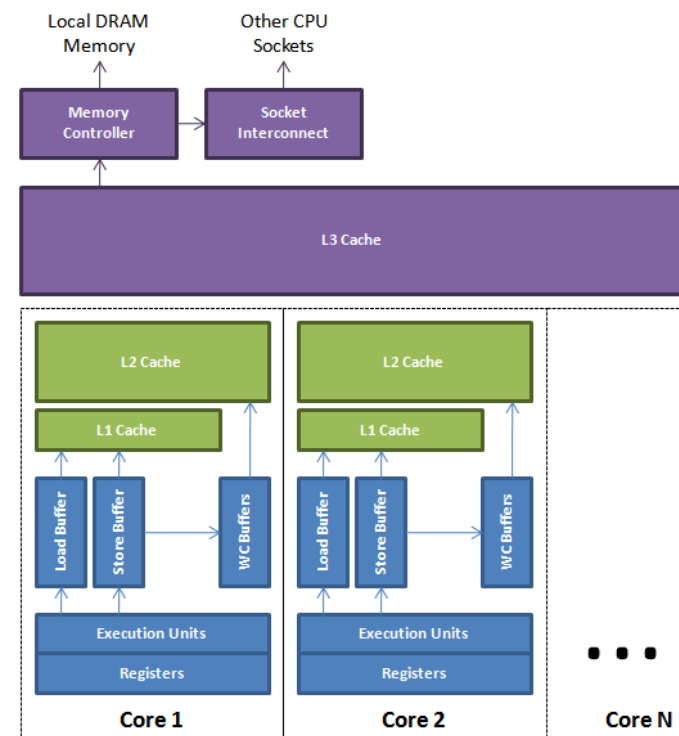 Local DRAM
Memory
Other CPU
Sockets
Memory
Controller
Socket
Interconnect
L3 Cache
L2 Cache
L1 Cache
Load Buffer
Store Buffer
WC Buffers
Execution Units
Registers
Core 1
L2 Cache
L1 Cache
Load Buffer
Store Buffer
WC Buffers
Execution Units
Registers
Core 2
...
Core N